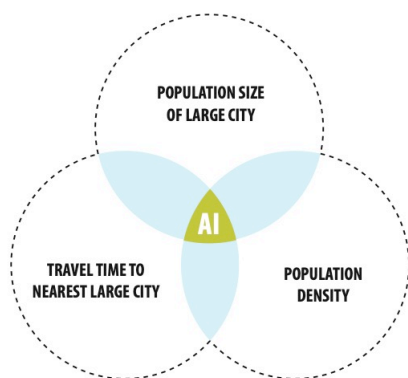 POPULATION SIZE
OF LARGE CITY
AI
TRAVEL TIME TO
NEAREST LARGE CITY
POPULATION
DENSITY